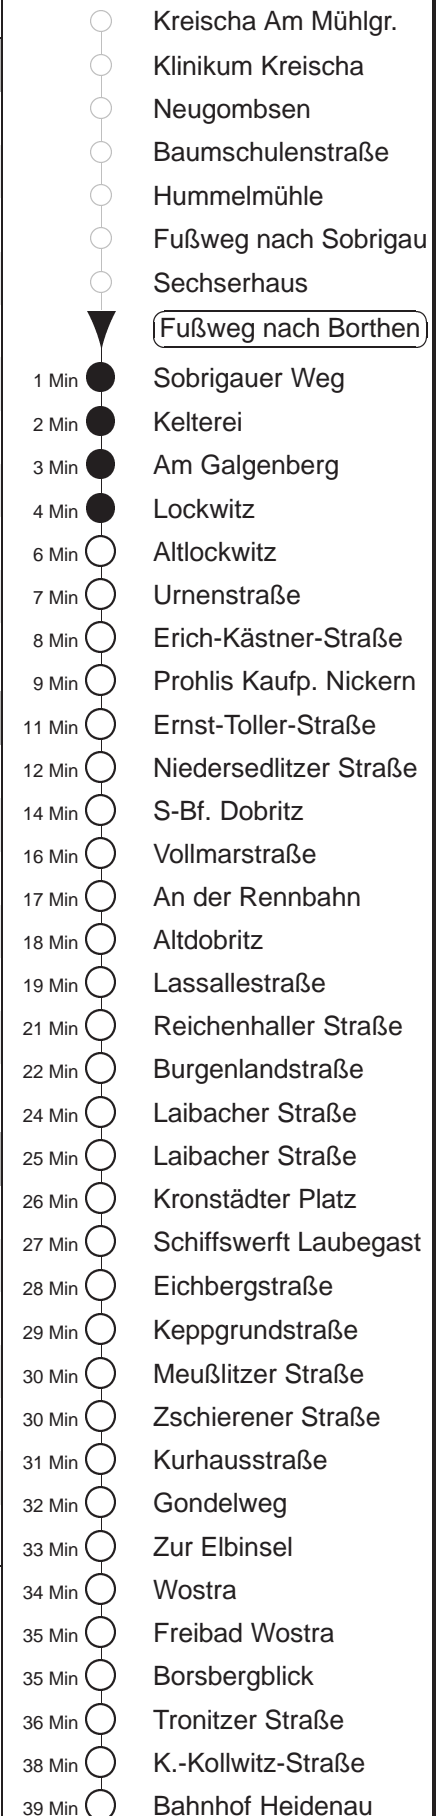 Kreischa Am Mühlgr.
Klinikum Kreischa
Neugombsen
Baumschulenstraße
Hummelmühle
Fußweg nach Sobrigau
Sechserhaus
Fußweg nach Borthen
1 Min Sobrigauer Weg
2 Min Kelterei
3 Min Am Galgenberg
4 Min Lockwitz
6 Min Altlockwitz
7 Min Urnenstraße
8 Min Erich-Kästner-Straße
9 Min Prohlis Kaufp. Nickern
11 Min Ernst-Toller-Straße
12 Min Niedersedlitzer Straße
14 Min S-Bf. Dobritz
16 Min Vollmarstraße
17 Min An der Rennbahn
18 Min Altdobritz
19 Min Lassallestraße
21 Min Reichenhaller Straße
22 Min Burgenlandstraße
24 Min Laibacher Straße
25 Min Laibacher Straße
26 Min Kronstädter Platz
27 Min Schiffswerft Laubegast
28 Min Eichbergstraße
29 Min Keppgrundstraße
30 Min Meußlitzer Straße
30 Min Zschierener Straße
31 Min Kurhausstraße
32 Min Gondelweg
33 Min Zur Elbinsel
34 Min Wostra
35 Min Freibad Wostra
35 Min Borsbergblick
36 Min Tronitzer Straße
38 Min K.-Kollwitz-Straße
39 Min Bahnhof Heidenau